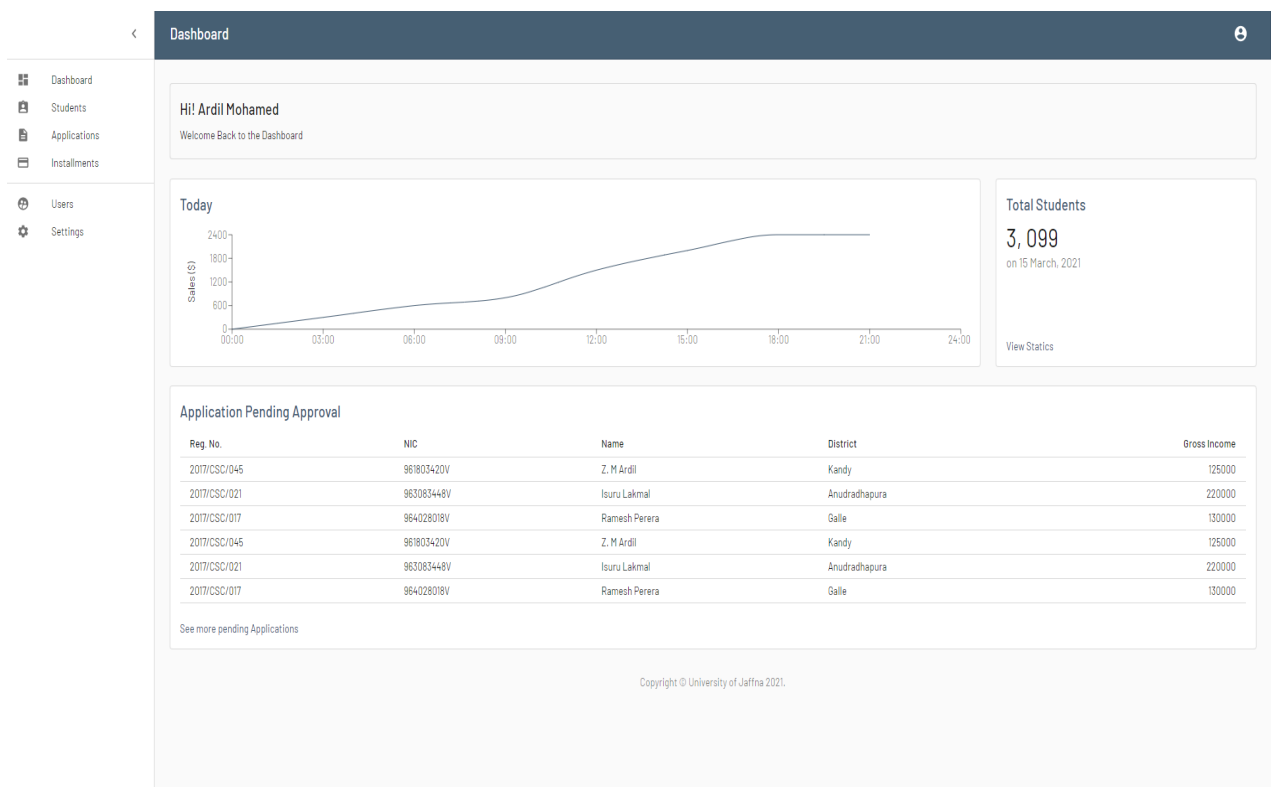 Dashboard
Dashboard
Students
Applications
Installments
Users
Settings
Hi! Ardil Mohamed
Welcome Back to the Dashboard
Today
Sales ($)
2400
1800
1200
600
0
00:00 03:00 06:00 09:00 12:00 15:00 18:00 21:00 24:00
Total Students
3, 099
on 15 March, 2021
View Statics
Application Pending Approval
Reg. No. NIC Name District Gross Income
2017/CSC/045 961803420V Z. M Ardil Kandy 125000
2017/CSC/021 963083448V Isuru Lakmal Anudradhapura 220000
2017/CSC/017 964028018V Ramesh Perera Galle 130000
2017/CSC/045 961803420V Z. M Ardil Kandy 125000
2017/CSC/021 963083448V Isuru Lakmal Anudradhapura 220000
2017/CSC/017 964028018V Ramesh Perera Galle 130000
See more pending Applications
Copyright © University of Jaffna 2021.